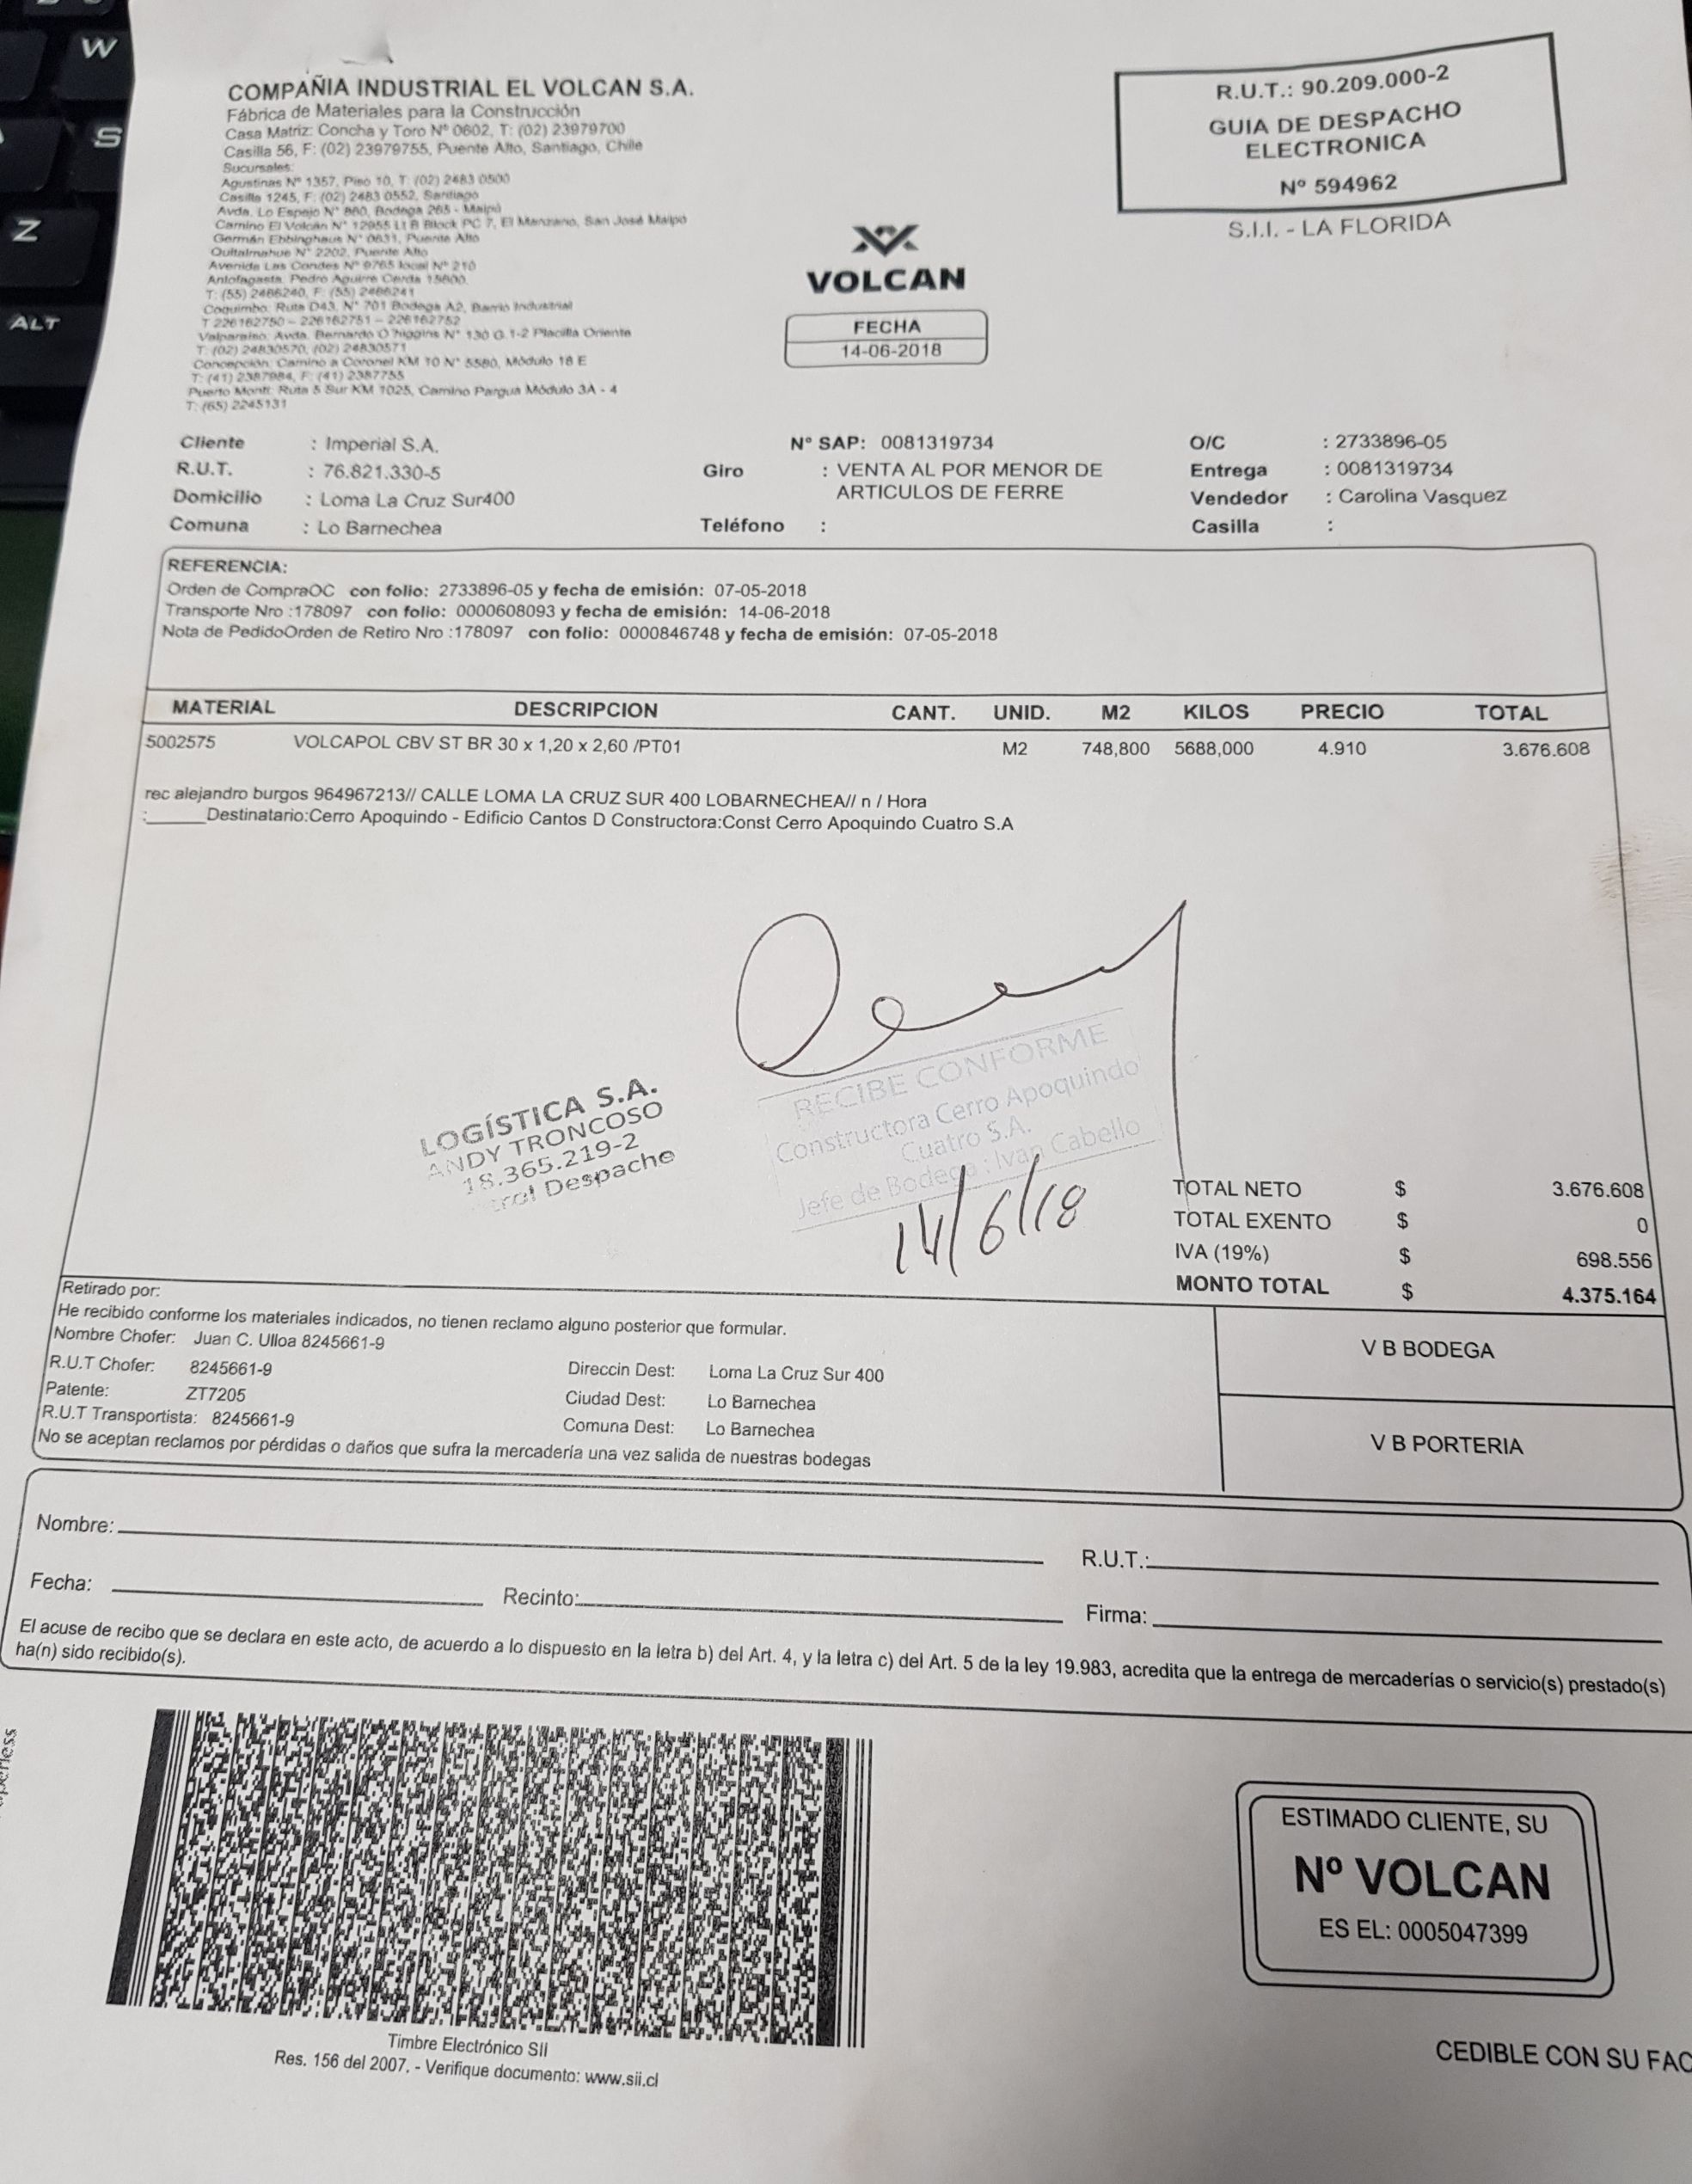 COMPAÑIA INDUSTRIAL EL VOLCAN S.A.
Fábrica de Materiales para la Construcción
Casa Matriz: Concha y Toro Nº 0602, T: (02) 23979700
Casilla 56, F: (02) 23979755, Puente Alto, Santiago, Chile
Sucursales:
Agustinas Nº 1357, Piso 10, T: (02) 2483 0500
Casilla 1245, F: (02) 2483 0552, Santiago
Avda. Lo Espejo N° 860, Bodega 265 - Maipú
Camino El Volcán N° 12955 Lt B Block PC 7, El Manzano, San José Maipo
Germán Ebbinghaus N° 0631, Puente Alto
Quitalmahue N° 2202, Puente Alto
Avenida Las Condes N° 9765 local N° 210
Antofagasta: Pedro Aguirre Cerda 15600.
T: (55) 2486240, F: (55) 2486241
Coquimbo: Ruta D43, N° 701 Bodega A2, Barrio Industrial
T 226162750 – 226162751 – 226162752
Valparaíso: Avda. Bernardo O'higgins N° 130 G 1-2 Placilla Oriente
T: (02) 24830570, (02) 24830571
Concepción: Camino a Coronel KM 10 N° 5580, Módulo 18 E
T: (41) 2387984, F: (41) 2387755
Puerto Montt: Ruta 5 Sur KM 1025, Camino Pargua Módulo 3A - 4
T: (65) 2245131
R.U.T.: 90.209.000-2
GUIA DE DESPACHO
ELECTRONICA
Nº 594962
S.I.I. - LA FLORIDA
VOLCAN
FECHA
14-06-2018
Cliente : Imperial S.A. Nº SAP: 0081319734 O/C : 2733896-05
R.U.T. : 76.821.330-5 Giro : VENTA AL POR MENOR DE Entrega : 0081319734
Domicilio : Loma La Cruz Sur400 ARTICULOS DE FERRE Vendedor : Carolina Vasquez
Comuna : Lo Barnechea Teléfono : Casilla :
REFERENCIA:
Orden de CompraOC con folio: 2733896-05 y fecha de emisión: 07-05-2018
Transporte Nro :178097 con folio: 0000608093 y fecha de emisión: 14-06-2018
Nota de PedidoOrden de Retiro Nro :178097 con folio: 0000846748 y fecha de emisión: 07-05-2018
MATERIAL DESCRIPCION CANT. UNID. M2 KILOS PRECIO TOTAL
5002575 VOLCAPOL CBV ST BR 30 x 1,20 x 2,60 /PT01 M2 748,800 5688,000 4.910 3.676.608
rec alejandro burgos 964967213// CALLE LOMA LA CRUZ SUR 400 LOBARNECHEA// n / Hora
:______Destinatario:Cerro Apoquindo - Edificio Cantos D Constructora:Const Cerro Apoquindo Cuatro S.A
LOGÍSTICA S.A.
ANDY TRONCOSO
18.365.219-2
Despacho
RECIBE CONFORME
Constructora Cerro Apoquindo
Cuatro S.A.
Jefe de Bodega : Ivan Cabello
14/6/18
TOTAL NETO $ 3.676.608
TOTAL EXENTO $ 0
IVA (19%) $ 698.556
MONTO TOTAL $ 4.375.164
Retirado por:
He recibido conforme los materiales indicados, no tienen reclamo alguno posterior que formular.
Nombre Chofer: Juan C. Ulloa 8245661-9
R.U.T Chofer: 8245661-9 Direccin Dest: Loma La Cruz Sur 400
Patente: ZT7205 Ciudad Dest: Lo Barnechea
R.U.T Transportista: 8245661-9 Comuna Dest: Lo Barnechea
No se aceptan reclamos por pérdidas o daños que sufra la mercadería una vez salida de nuestras bodegas
V B BODEGA
V B PORTERIA
Nombre: R.U.T.:
Fecha: Recinto: Firma:
El acuse de recibo que se declara en este acto, de acuerdo a lo dispuesto en la letra b) del Art. 4, y la letra c) del Art. 5 de la ley 19.983, acredita que la entrega de mercaderías o servicio(s) prestado(s)
ha(n) sido recibido(s).
Timbre Electrónico SII
Res. 156 del 2007. - Verifique documento: www.sii.cl
ESTIMADO CLIENTE, SU
Nº VOLCAN
ES EL: 0005047399
CEDIBLE CON SU FAC
W
S
Z
ALT